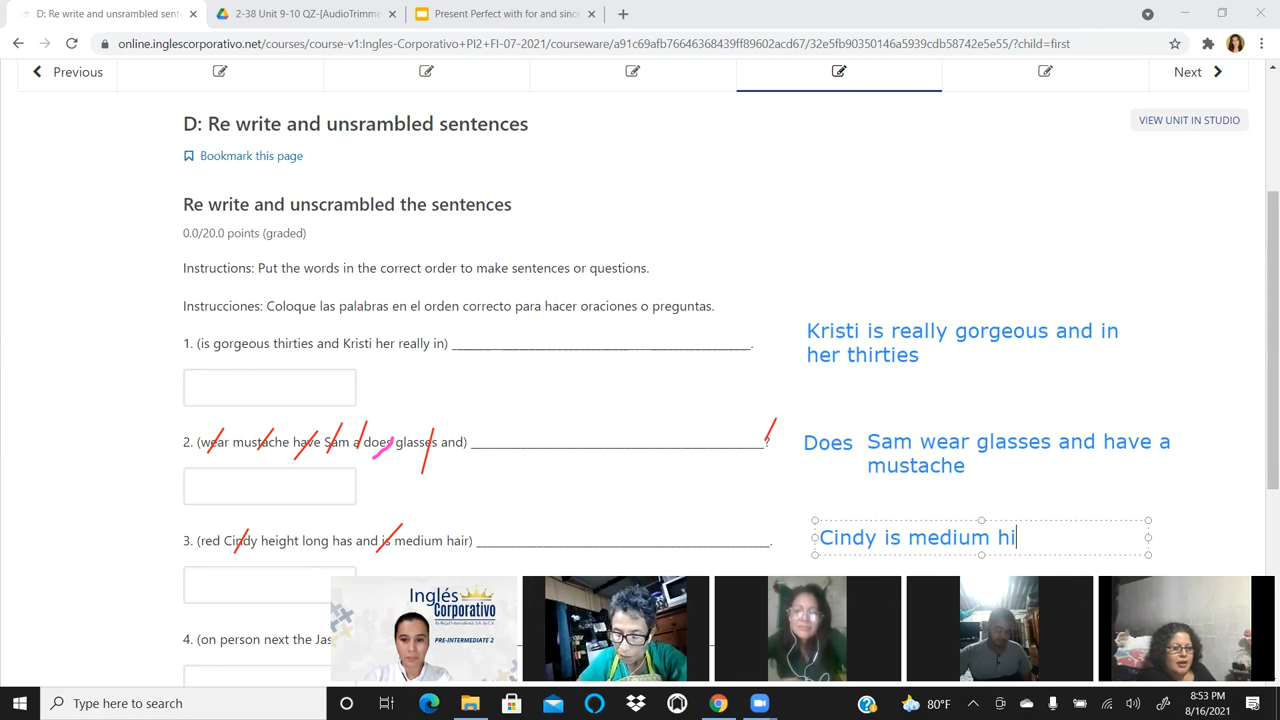 D: Re write and unsrambled sent
2-38 Unit 9-10 QZ-[AudioTrimme
Present Perfect with for and since
online.inglescorporativo.net/courses/course-v1:Ingles-Corporativo+PI2+FI-07-2021/courseware/a91c69afb76646368439ff89602acd67/32e5fb90350146a5939cdb58742e5e55/?child=first
Previous
Next
D: Re write and unsrambled sentences
VIEW UNIT IN STUDIO
Bookmark this page
Re write and unscrambled the sentences
0.0/20.0 points (graded)
Instructions: Put the words in the correct order to make sentences or questions.
Instrucciones: Coloque las palabras en el orden correcto para hacer oraciones o preguntas.
1. (is gorgeous thirties and Kristi her really in) ____________________.
Kristi is really gorgeous and in
her thirties
2. (wear mustache have Sam a does glasses and) ____________________?
Does Sam wear glasses and have a
mustache
3. (red Cindy height long has and is medium hair) ____________________.
Cindy is medium hi
4. (on person next the Jas
Inglés
Corporativo
PRE-INTERMEDIATE 2
Type here to search
80°F
8:53 PM
8/16/2021